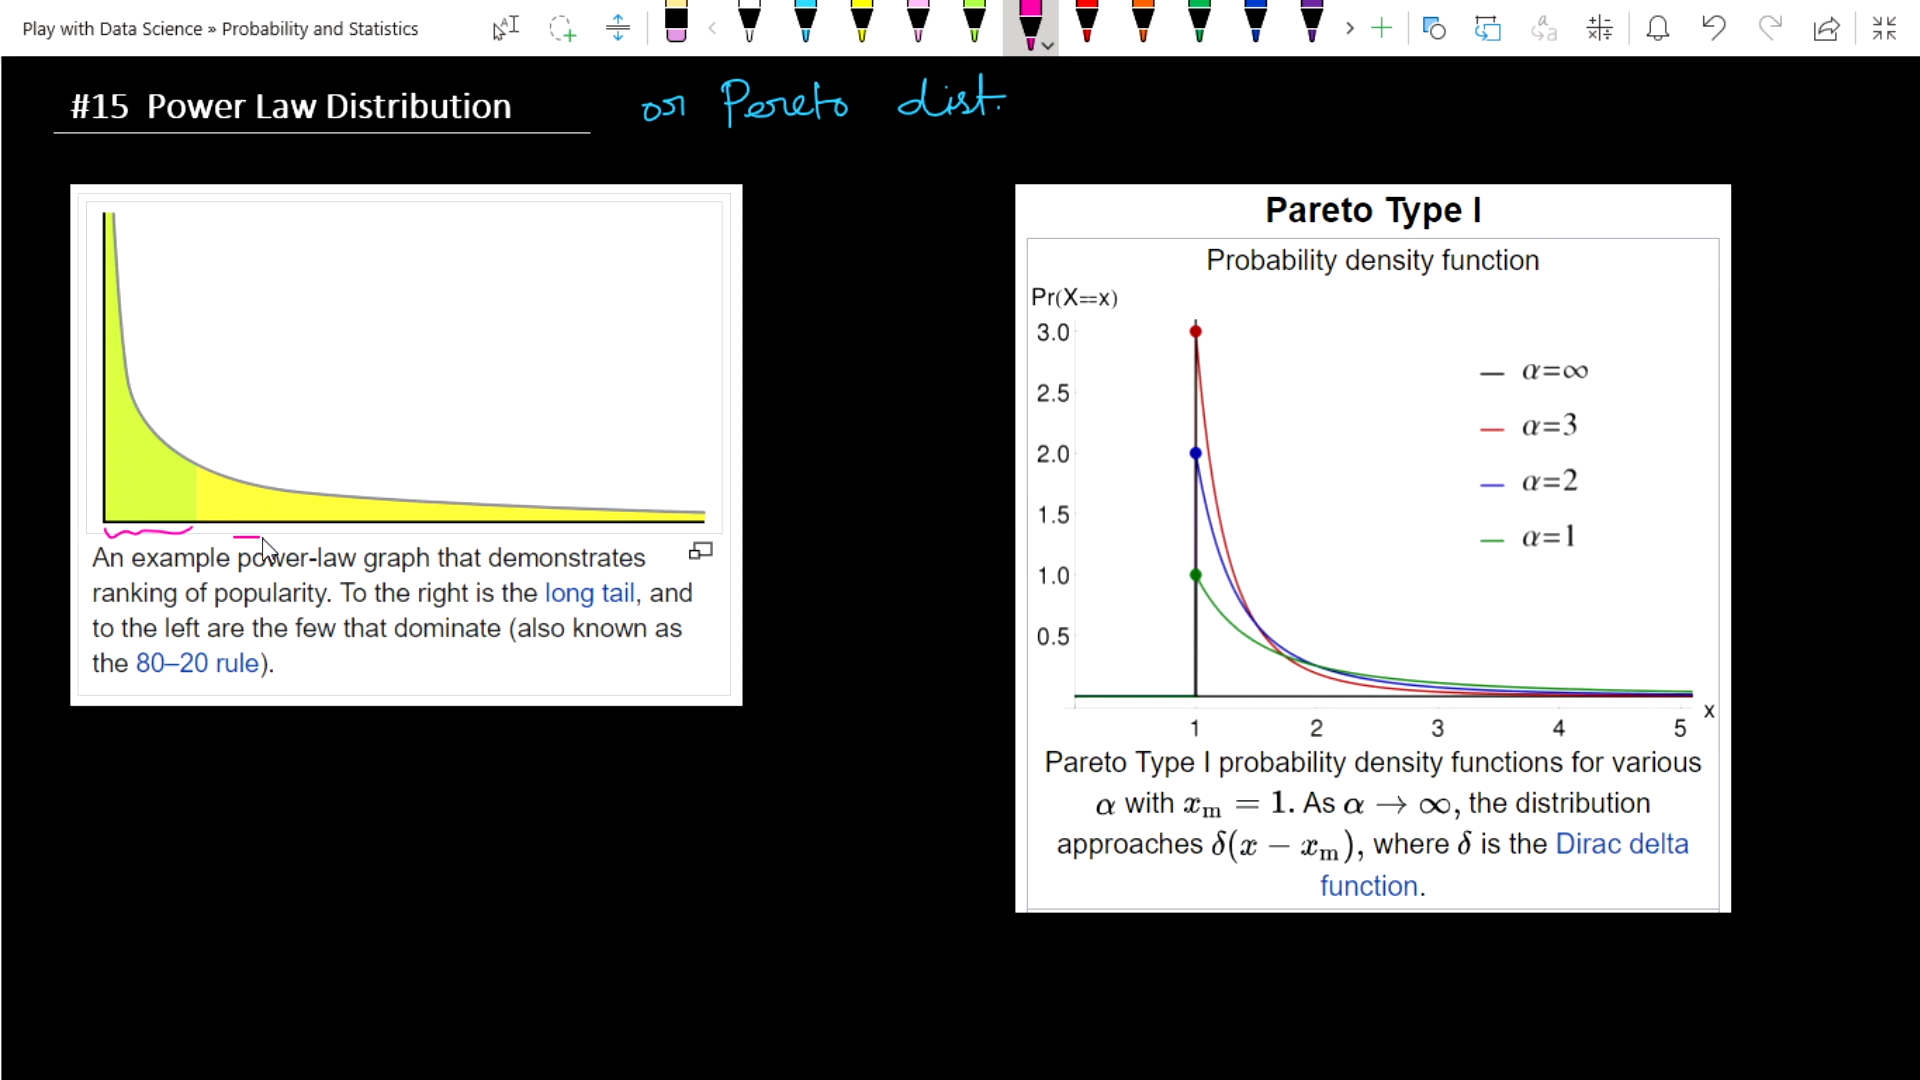 Play with Data Science » Probability and Statistics
#15 Power Law Distribution
or Pereto dist.
An example power-law graph that demonstrates
ranking of popularity. To the right is the long tail, and
to the left are the few that dominate (also known as
the 80–20 rule).
Pareto Type I
Probability density function
Pr(X==x)
3.0
2.5
2.0
1.5
1.0
0.5
α=∞
α=3
α=2
α=1
1 2 3 4 5 x
Pareto Type I probability density functions for various
α with xₘ = 1. As α → ∞, the distribution
approaches δ(x − xₘ), where δ is the Dirac delta
function.